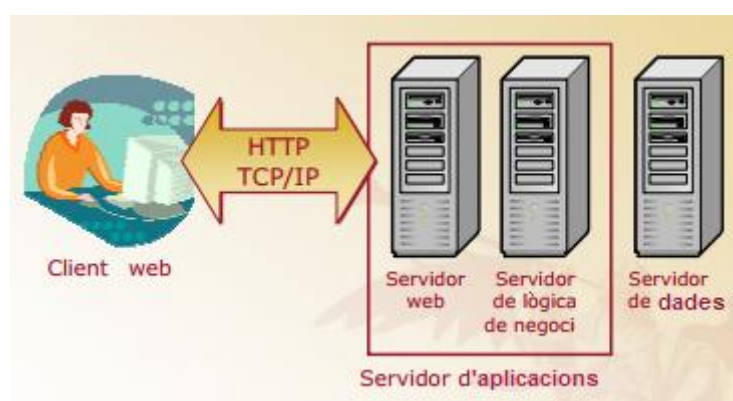 HTTP
TCP/IP
Client web
Servidor
web
Servidor
de lògica
de negoci
Servidor
de dades
Servidor d'aplicacions